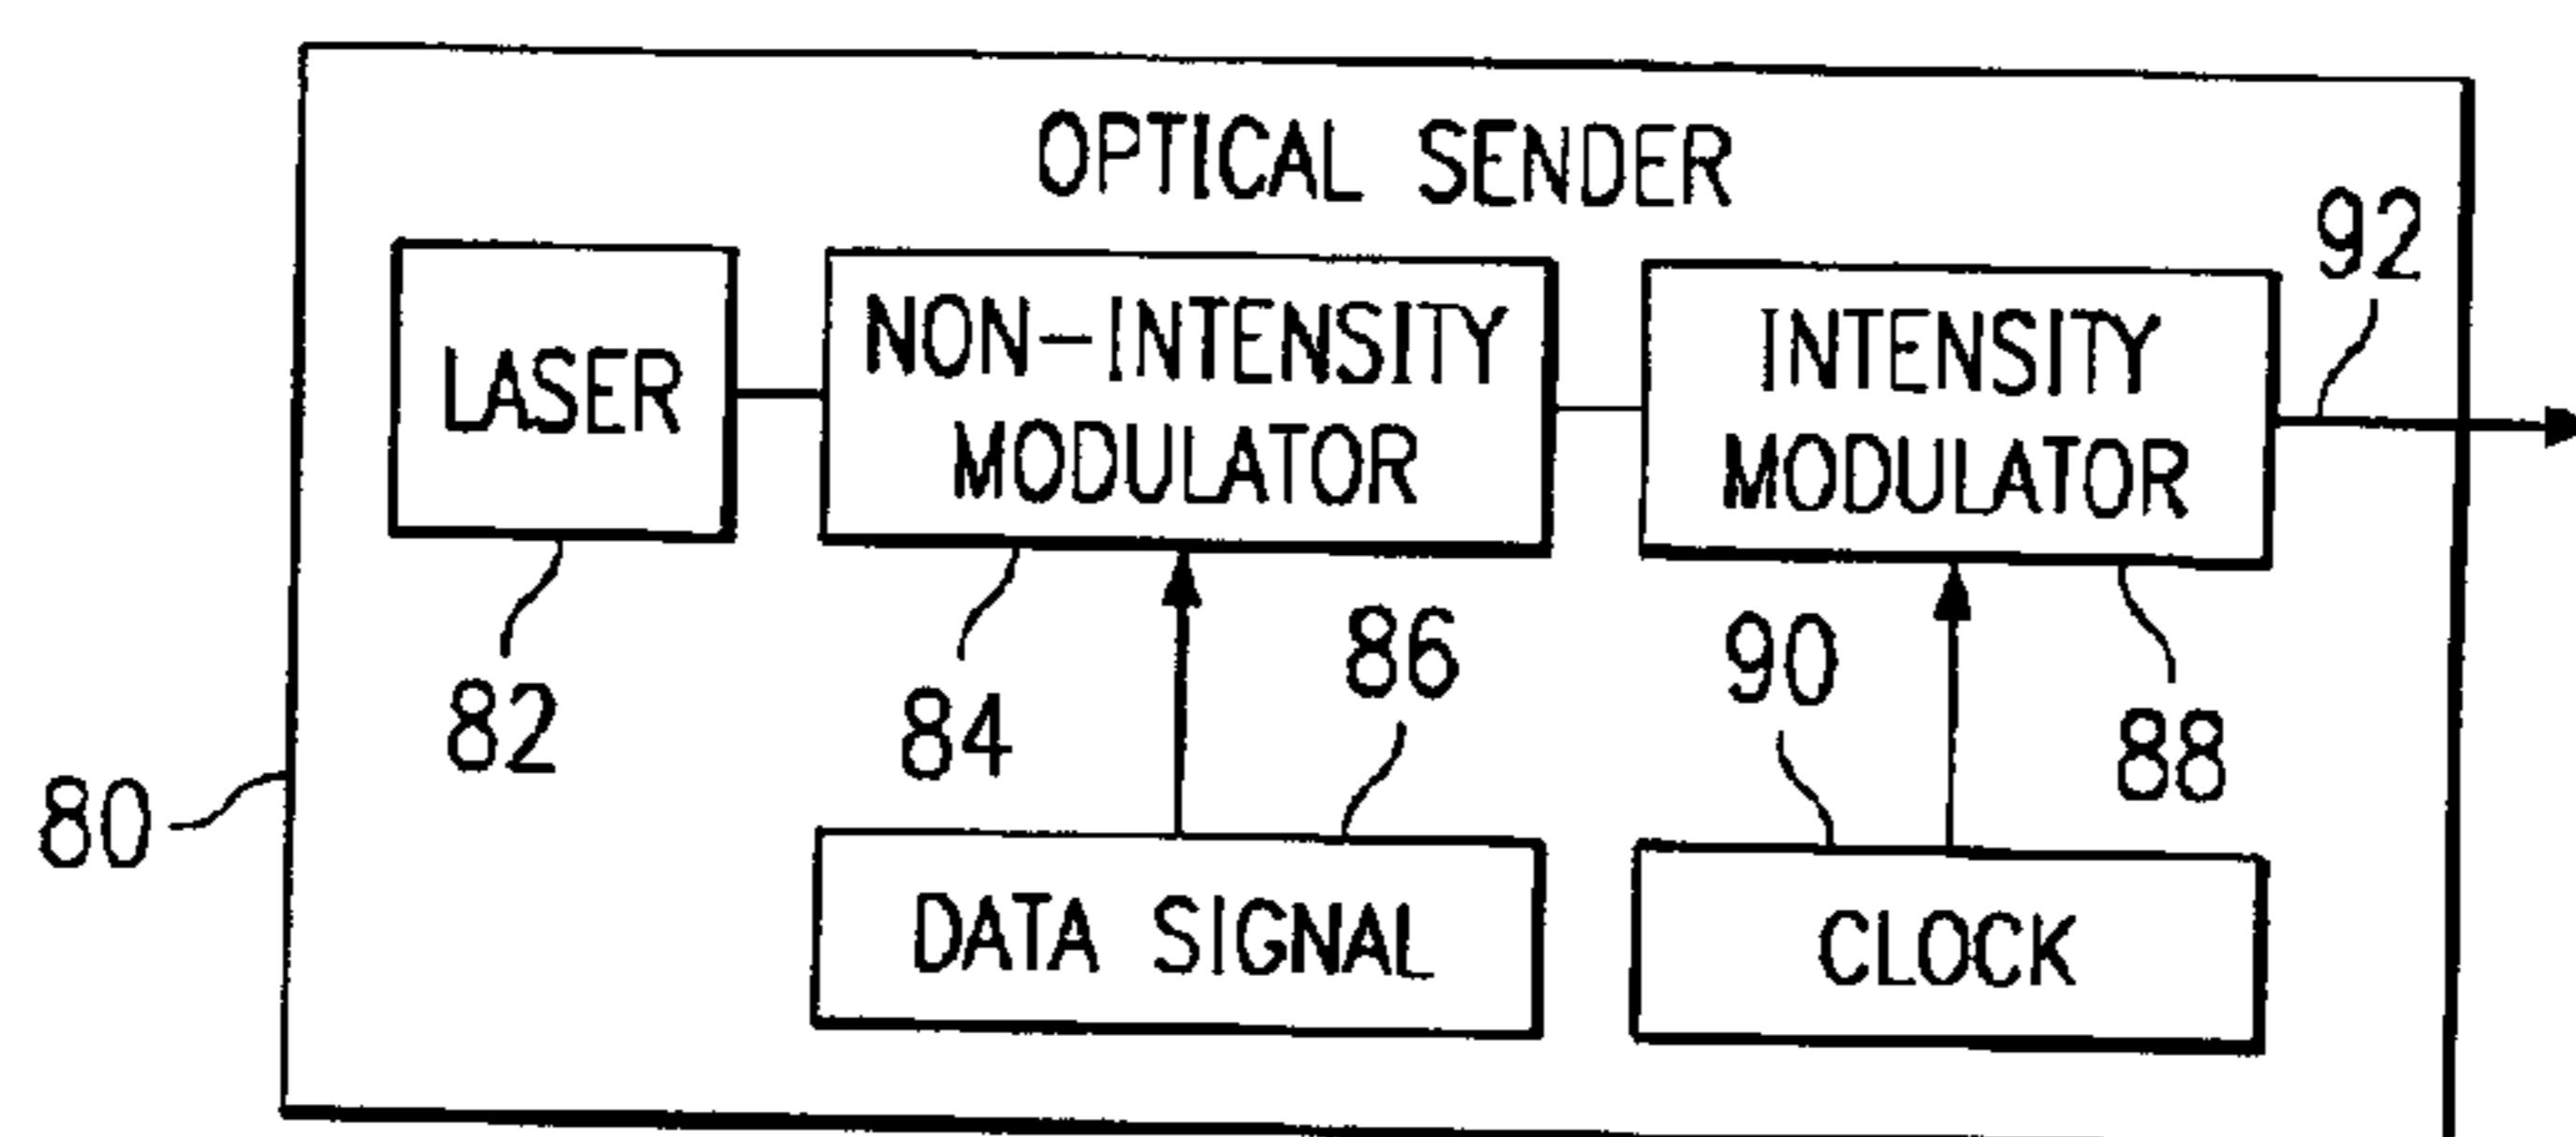 OPTICAL SENDER
92
LASER
NON-INTENSITY
MODULATOR
INTENSITY
MODULATOR
82
84
86
90
88
80
DATA SIGNAL
CLOCK